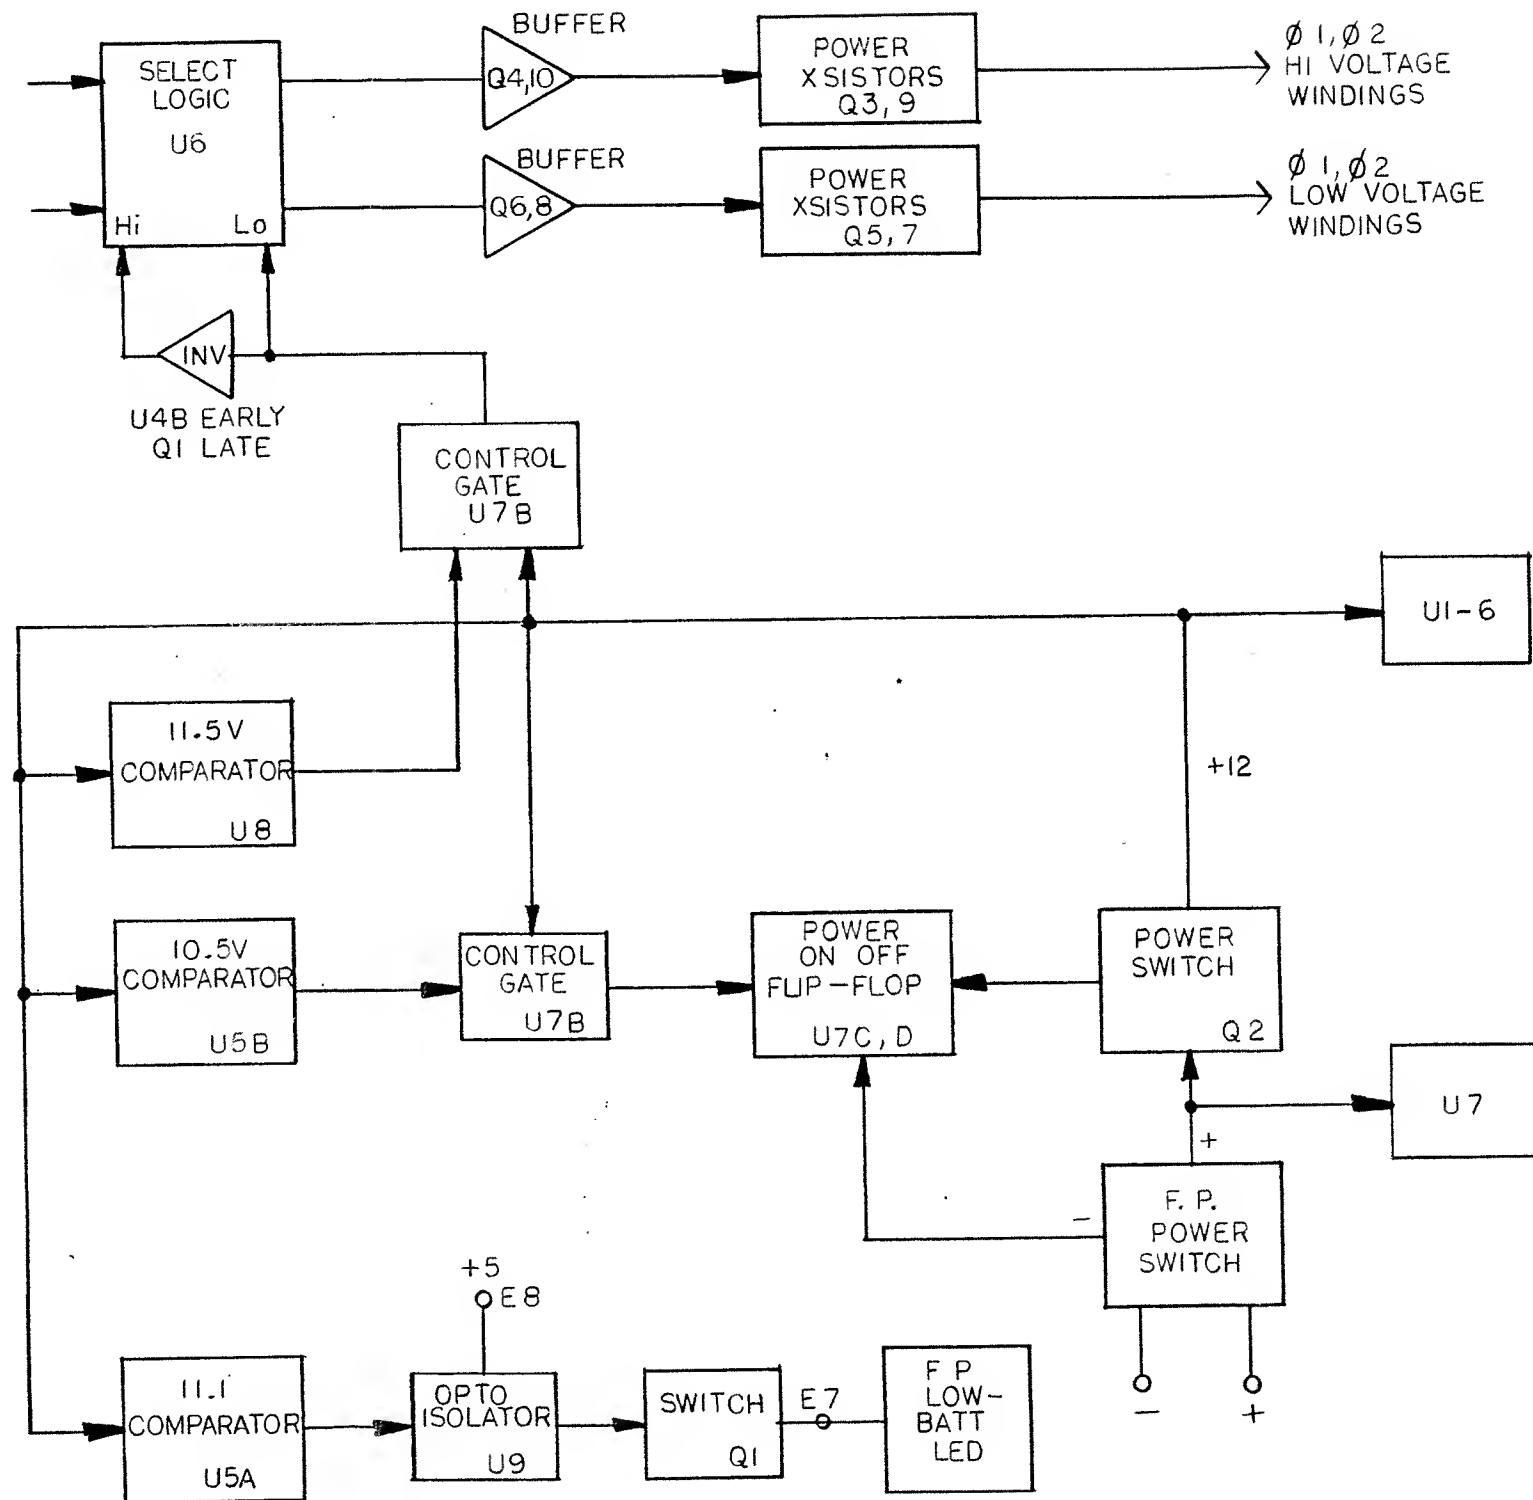 SELECT
LOGIC
U6
Hi Lo
BUFFER
Q4,10
POWER
XSISTORS
Q3,9
Ø 1,Ø 2
HI VOLTAGE
WINDINGS
BUFFER
Q6,8
POWER
XSISTORS
Q5,7
Ø 1,Ø 2
LOW VOLTAGE
WINDINGS
INV
U4B EARLY
Q1 LATE
CONTROL
GATE
U7B
U1-6
11.5V
COMPARATOR
U8
+12
10.5V
COMPARATOR
U5B
CONTROL
GATE
U7B
POWER
ON OFF
FLIP-FLOP
U7C,D
POWER
SWITCH
Q2
U7
+
-
F. P.
POWER
SWITCH
- +
+5
E8
11.1
COMPARATOR
U5A
OPTO
ISOLATOR
U9
SWITCH
Q1
E7
F P
LOW-
BATT
LED